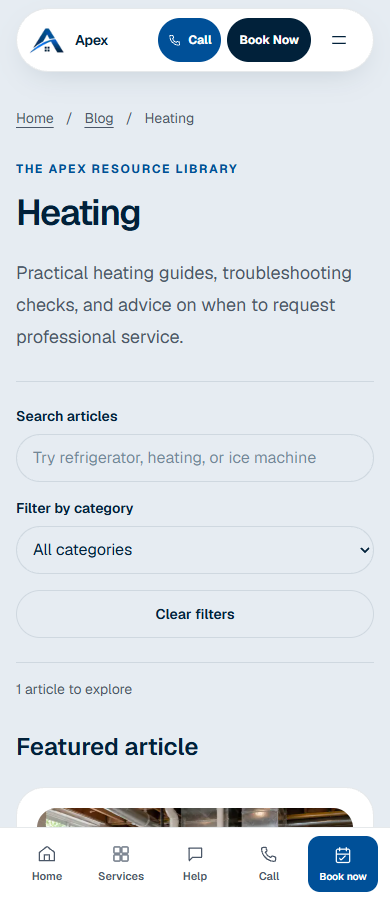 Apex
Call
Book Now
Home / Blog / Heating
THE APEX RESOURCE LIBRARY
Heating
Practical heating guides, troubleshooting
checks, and advice on when to request
professional service.
Search articles
Try refrigerator, heating, or ice machine
Filter by category
All categories
Clear filters
1 article to explore
Featured article
Home
Services
Help
Call
Book now